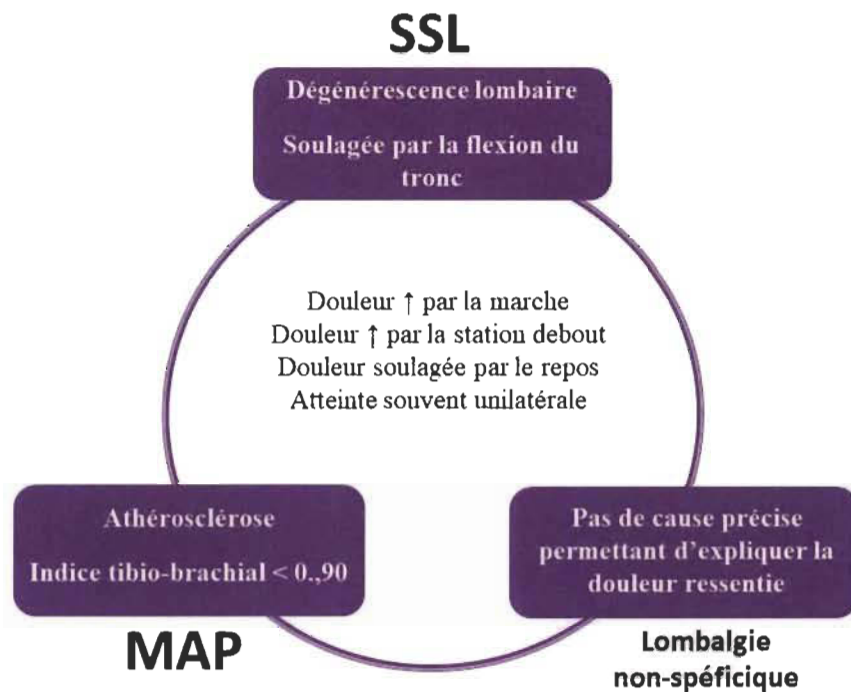 SSL
Dégénérescence lombaire
Soulagée par la flexion du
tronc
Douleur ↑ par la marche
Douleur ↑ par la station debout
Douleur soulagée par le repos
Atteinte souvent unilatérale
Athérosclérose
Indice tibio-brachial < 0.,90
MAP
Pas de cause précise
permettant d'expliquer la
douleur ressentie
Lombalgie
non-spéficique